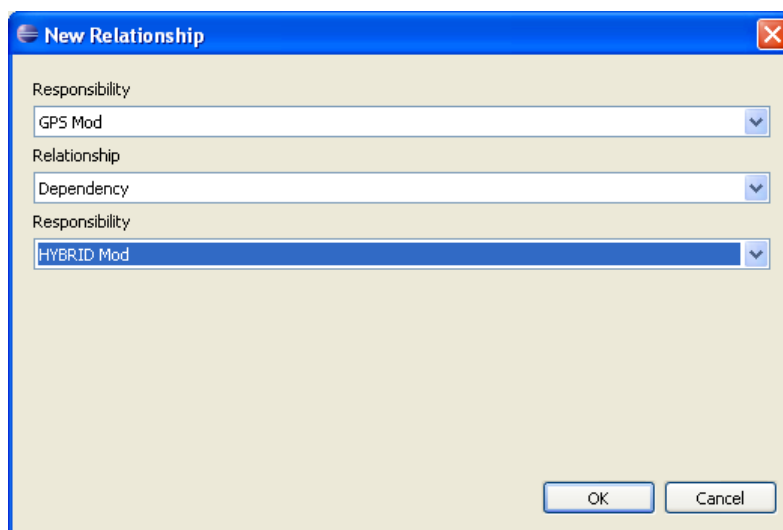 New Relationship
Responsibility
GPS Mod
Relationship
Dependency
Responsibility
HYBRID Mod
OK Cancel